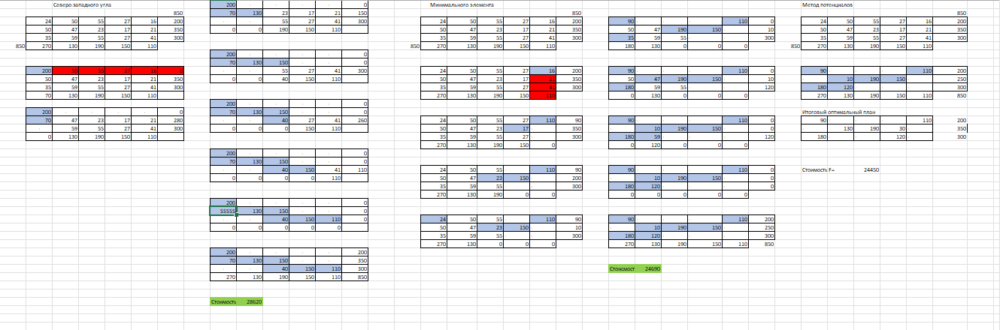 Северо западного угла
850
24 50 55 27 16 200
50 47 23 17 21 350
35 59 55 27 41 300
850 270 130 190 150 110
200 50 55 27 16 0
50 47 23 17 21 350
35 59 55 27 41 300
70 130 190 150 110
200 0
70 47 23 17 21 280
59 55 27 41 300
0 130 190 150 110
200 0
70 130 23 17 21 150
55 27 41 300
0 0 190 150 110
200 0
70 130 150 0
55 27 41 300
0 0 40 150 110
200 0
70 130 150 0
40 27 41 260
0 0 0 150 110
200 0
70 130 150 0
40 150 41 110
0 0 0 0 110
200 0
$$$$$ 130 150 0
40 150 110 0
0 0 0 0 0
200 200
70 130 150 350
40 150 110 300
270 130 190 150 110 850
Стоимость 28620
Минимального элемента
850
24 50 55 27 16 200
50 47 23 17 21 350
35 59 55 27 41 300
850 270 130 190 150 110
24 50 55 27 16 200
50 47 23 17 21 350
35 59 55 27 41 300
270 130 190 150 110
24 50 55 27 110 90
50 47 23 17 350
35 59 55 27 300
270 130 190 150 0
24 50 55 110 90
50 47 23 150 200
35 59 55 300
270 130 190 0 0
24 50 55 110 90
50 47 23 150 10
35 59 55 300
270 130 0 0 0
90 110 0
50 47 190 150 10
35 59 55 300
180 130 0 0 0
90 110 0
50 47 190 150 10
180 59 55 120
0 130 0 0 0
90 110 0
10 190 150 0
180 59 120
0 120 0 0 0
90 110 0
10 190 150 0
180 120 0
0 0 0 0 0
90 110 200
10 190 150 250
180 120 300
270 130 190 150 110 850
Стоиомост 24690
Метод потенциалов
850
24 50 55 27 16 200
50 47 23 17 21 350
35 59 55 27 41 300
850 270 130 190 150 110
90 110 200
10 190 150 250
180 120 300
270 130 190 150 110 850
Итоговый оптимальный план
90 110 200
130 190 30 350
180 120 300
Стоимость F= 24450